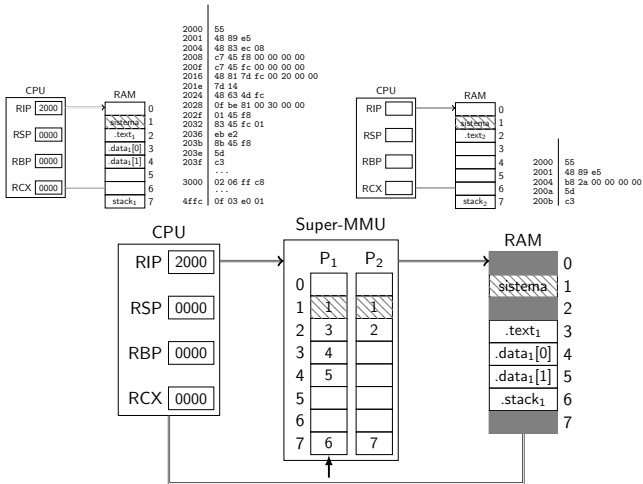 2000 55
2001 48 89 e5
2004 48 83 ec 08
2008 c7 45 f8 00 00 00 00
200f c7 45 fc 00 00 00 00
2016 48 81 7d fc 00 20 00 00
201e 7d 14
2024 48 63 4d fc
2028 0f be 81 00 30 00 00
202f 01 45 f8
2032 83 45 fc 01
2036 eb e2
203b 8b 45 f8
203e 5d
203f c3
...
3000 02 06 ff c8
...
4ffc 0f 03 e0 01
CPU
RIP 2000
RSP 0000
RBP 0000
RCX 0000
RAM
0
sistema 1
.text1 2
.data1[0] 3
.data1[1] 4
5
6
stack1 7
CPU
RIP
RSP
RBP
RCX
RAM
0
sistema 1
.text2 2
3
4
5
6
stack2 7
2000 55
2001 48 89 e5
2004 b8 2a 00 00 00 00
200a 5d
200b c3
CPU
RIP 2000
RSP 0000
RBP 0000
RCX 0000
Super-MMU
P1 P2
0
1 1 1
2 3 2
3 4
4 5
5
6
7 6 7
RAM
0
sistema 1
2
.text1 3
.data1[0] 4
.data1[1] 5
.stack1 6
7